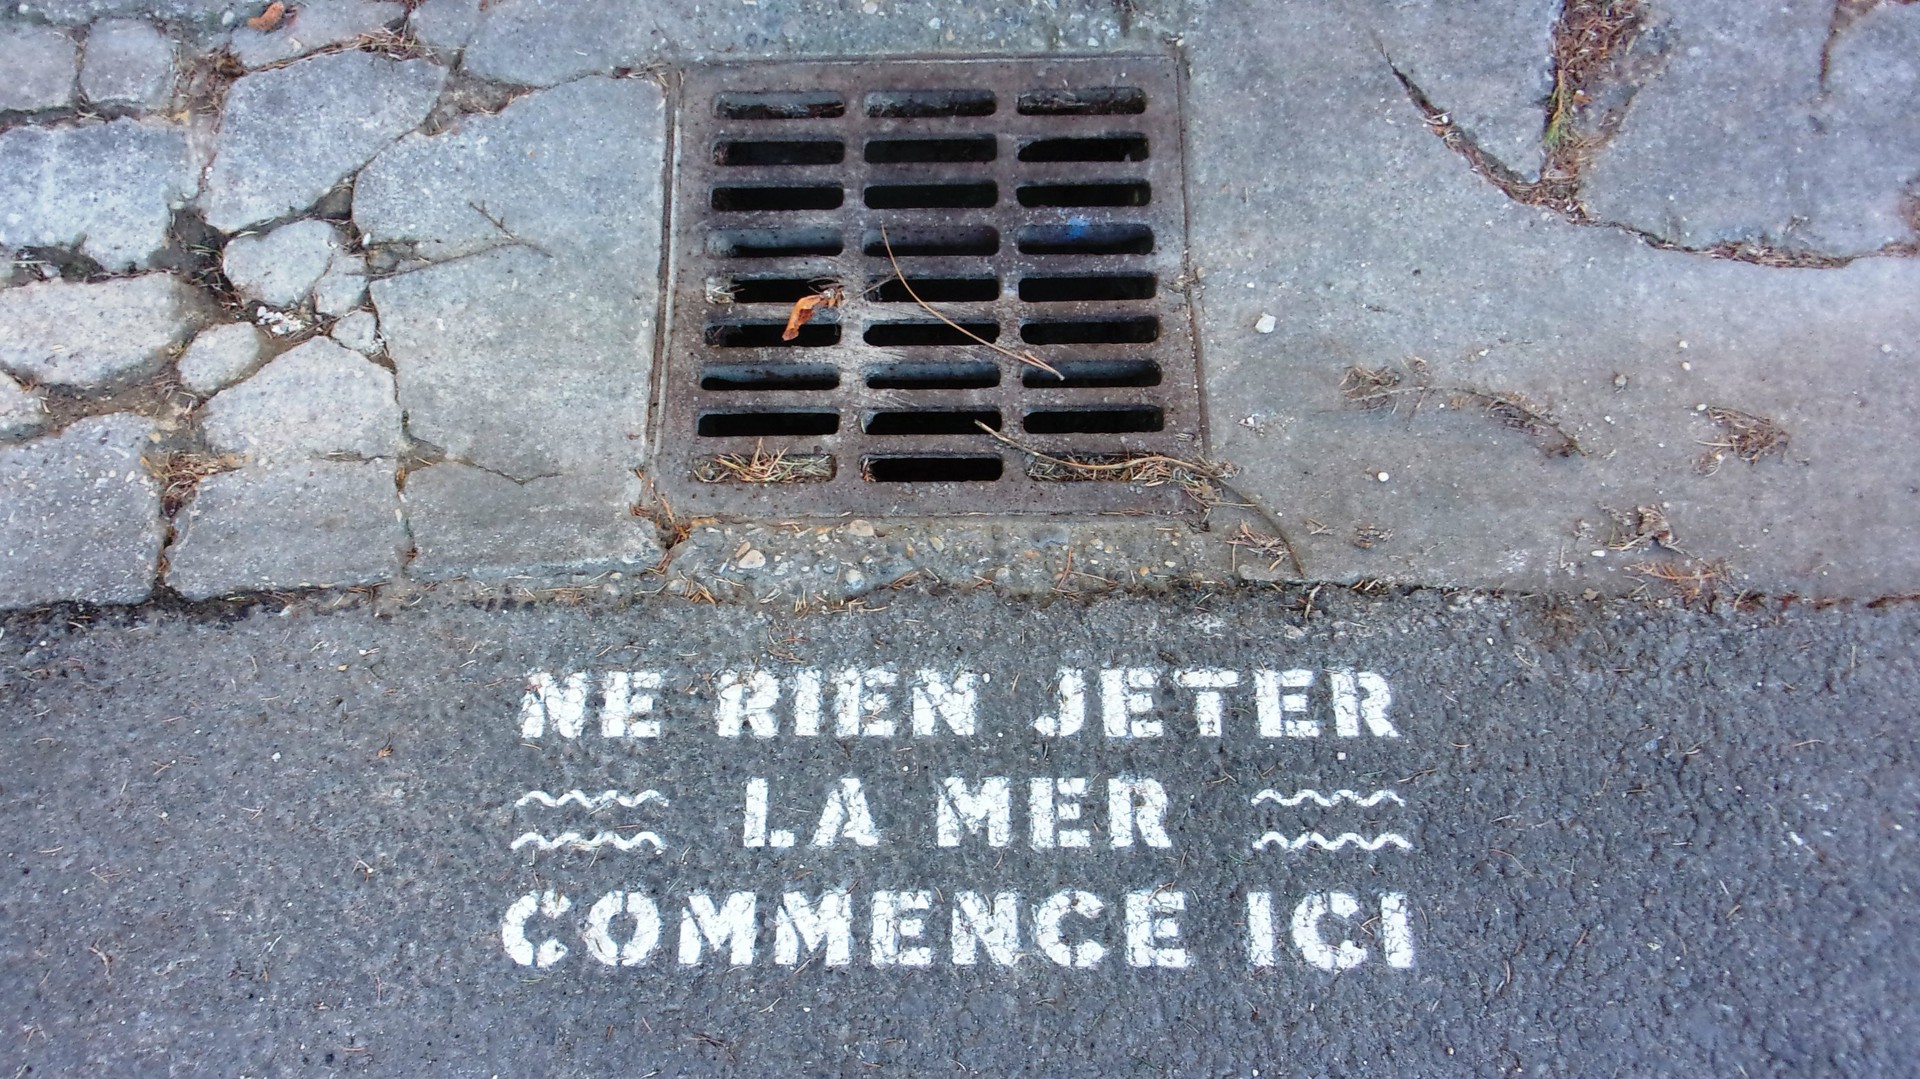 NE RIEN JETER
LA MER
COMMENCE ICI